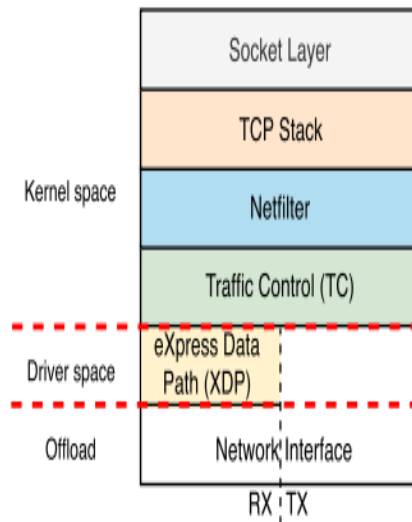 Socket Layer
TCP Stack
Kernel space
Netfilter
Traffic Control (TC)
eXpress Data
Path (XDP)
Driver space
Offload
Network Interface
RX TX